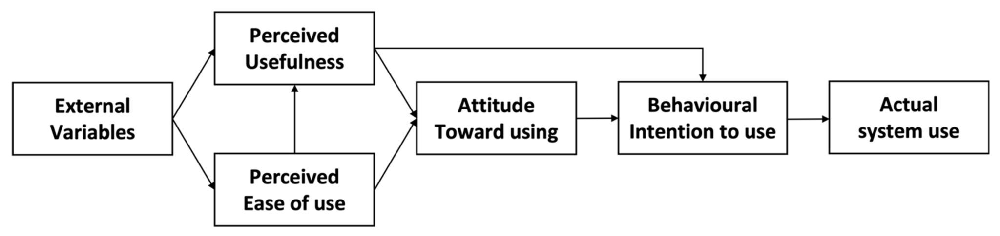 Perceived
Usefulness
External
Variables
Perceived
Ease of use
Attitude
Toward using
Behavioural
Intention to use
Actual
system use